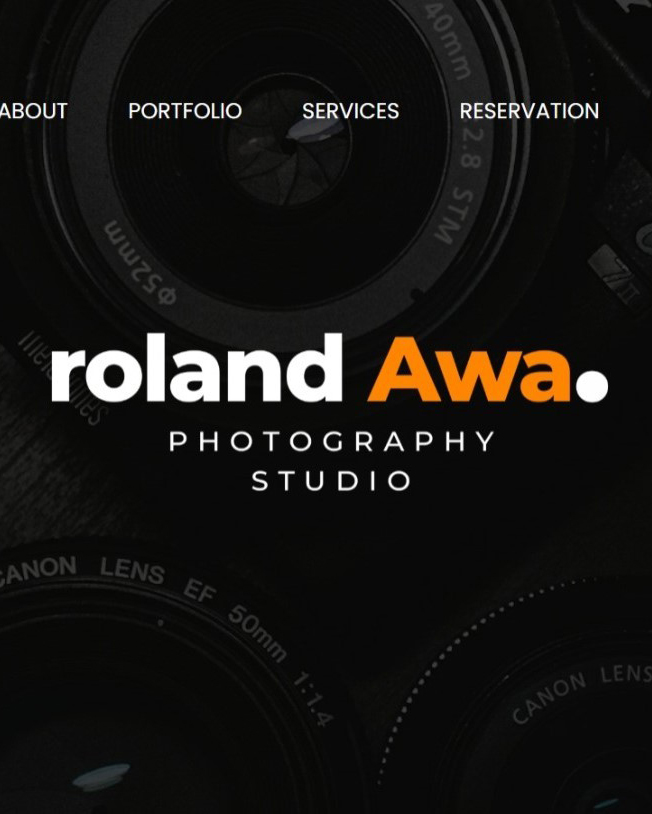 40mm
ABOUT PORTFOLIO SERVICES RESERVATION
2.8 STM
Φ52mm
roland Awa.
PHOTOGRAPHY
STUDIO
CANON LENS EF 50mm 1:1.4
CANON LENS